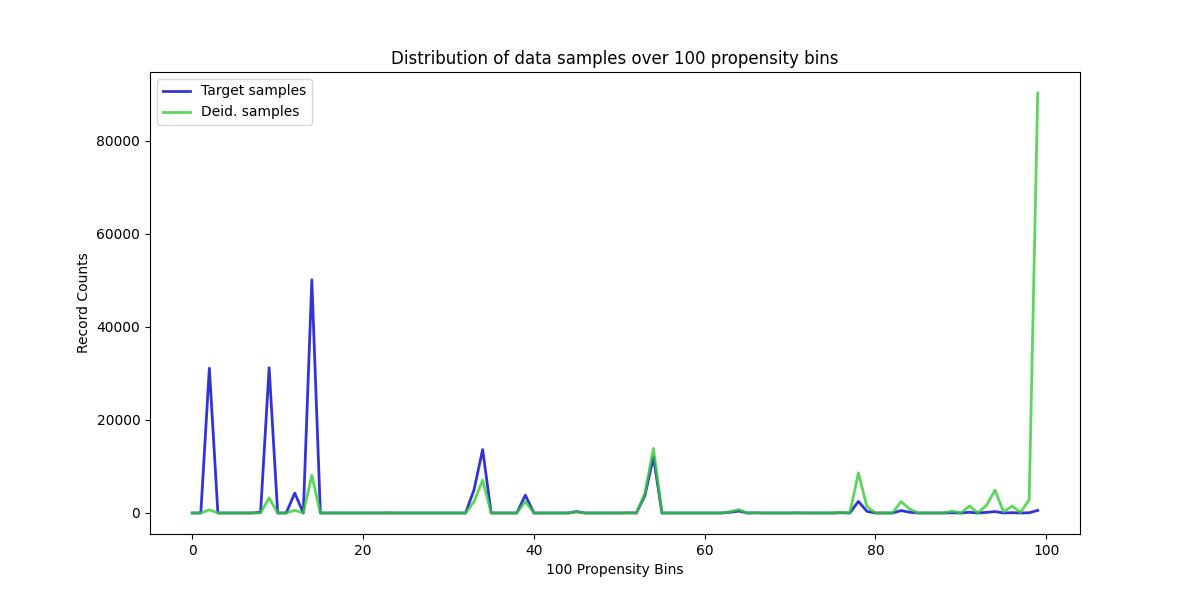 Distribution of data samples over 100 propensity bins
Target samples
Deid. samples
80000
60000
40000
20000
0
Record Counts
0 20 40 60 80 100
100 Propensity Bins